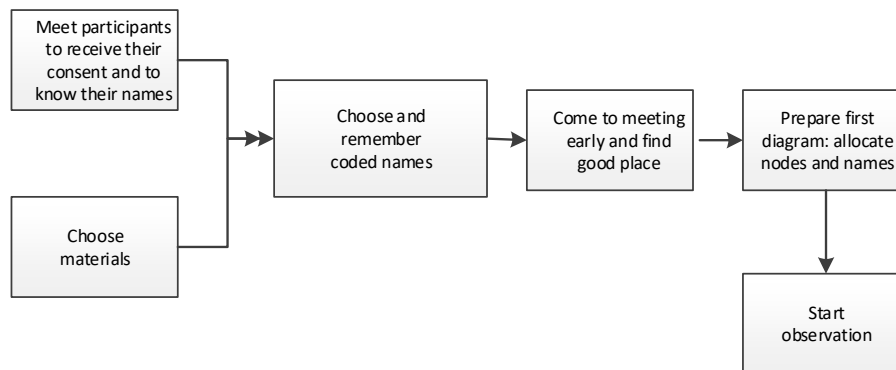 Meet participants
to receive their
consent and to
know their names
Choose
materials
Choose and
remember
coded names
Come to meeting
early and find
good place
Prepare first
diagram: allocate
nodes and names
Start
observation